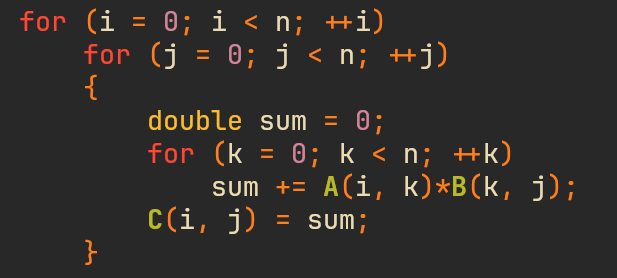 for (i = 0; i < n; ++i)
    for (j = 0; j < n; ++j)
    {
        double sum = 0;
        for (k = 0; k < n; ++k)
            sum += A(i, k)*B(k, j);
        C(i, j) = sum;
    }